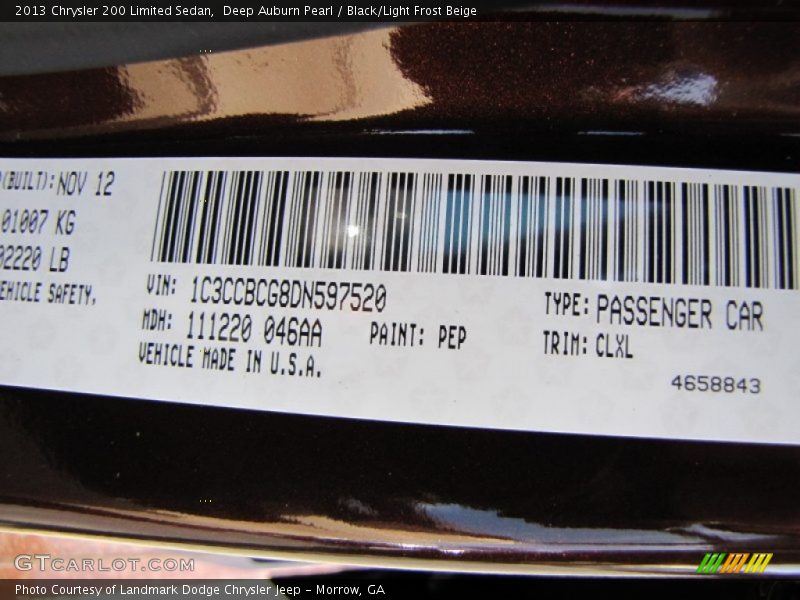 2013 Chrysler 200 Limited Sedan, Deep Auburn Pearl / Black/Light Frost Beige
(BUILT): NOV 12
01007 KG
02220 LB
VEHICLE SAFETY.
VIN: 1C3CCBCG8DN597520
TYPE: PASSENGER CAR
MDH: 111220 046AA
PAINT: PEP
TRIM: CLXL
VEHICLE MADE IN U.S.A.
4658843
GTCARLOT.COM
Photo Courtesy of Landmark Dodge Chrysler Jeep - Morrow, GA